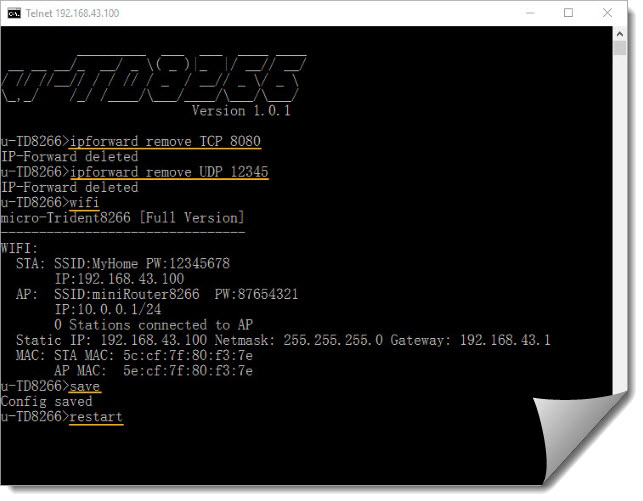 Telnet 192.168.43.100
u-TD8266
Version 1.0.1
u-TD8266>ipforward remove TCP 8080
IP-Forward deleted
u-TD8266>ipforward remove UDP 12345
IP-Forward deleted
u-TD8266>wifi
micro-Trident8266 [Full Version]
--------------------------------
WIFI:
STA: SSID:MyHome PW:12345678
IP:192.168.43.100
AP: SSID:miniRouter8266 PW:87654321
IP:10.0.0.1/24
0 Stations connected to AP
Static IP: 192.168.43.100 Netmask: 255.255.255.0 Gateway: 192.168.43.1
MAC: STA MAC: 5c:cf:7f:80:f3:7e
AP MAC: 5e:cf:7f:80:f3:7e
u-TD8266>save
Config saved
u-TD8266>restart